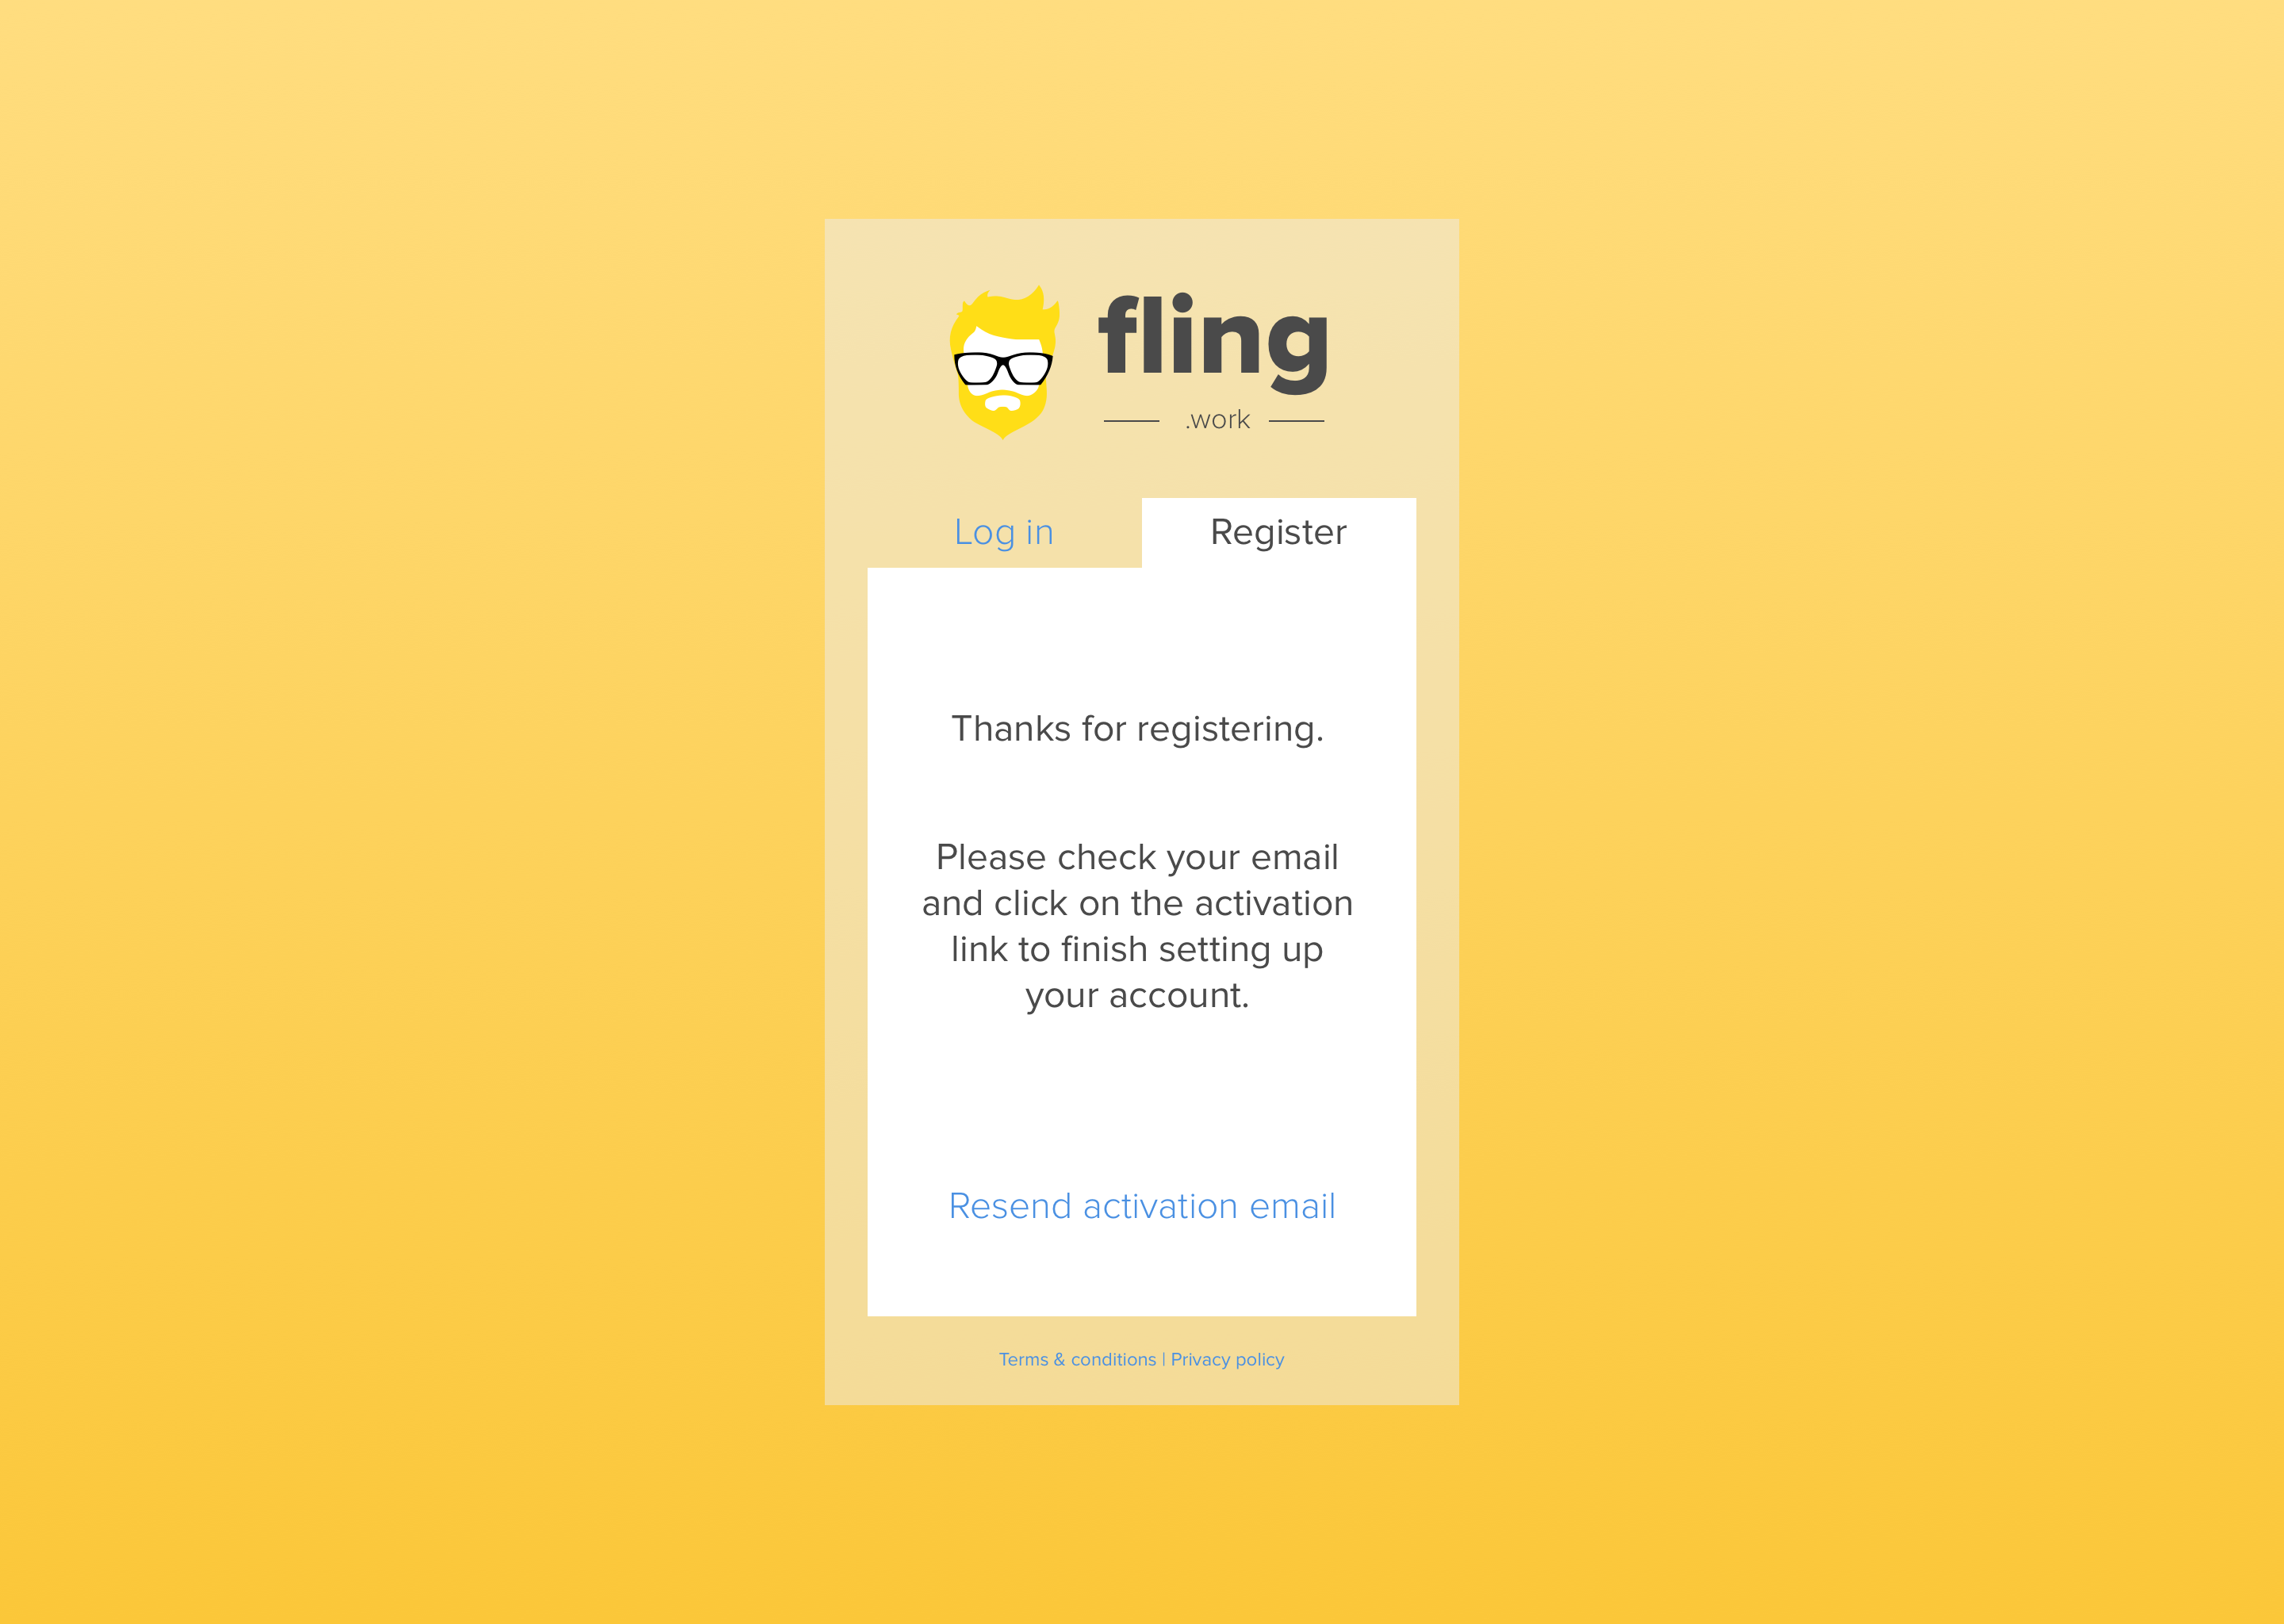 fling
.work
Log in
Register
Thanks for registering.
Please check your email
and click on the activation
link to finish setting up
your account.
Resend activation email
Terms & conditions | Privacy policy